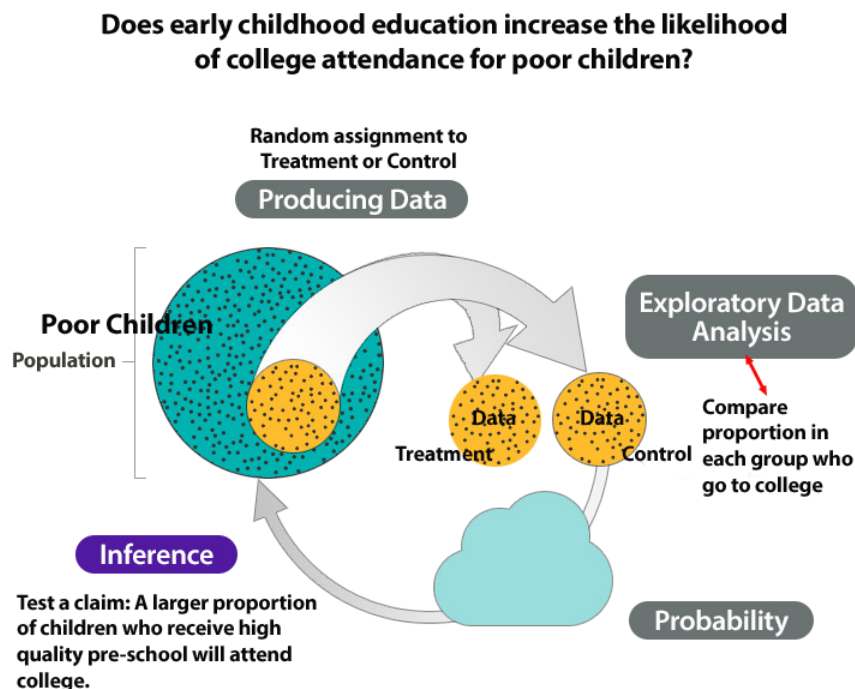 Does early childhood education increase the likelihood
of college attendance for poor children?
Random assignment to
Treatment or Control
Producing Data
Poor Children
Population
Exploratory Data
Analysis
Data
Data
Treatment
Control
Compare
proportion in
each group who
go to college
Inference
Test a claim: A larger proportion
of children who receive high
quality pre-school will attend
college.
Probability